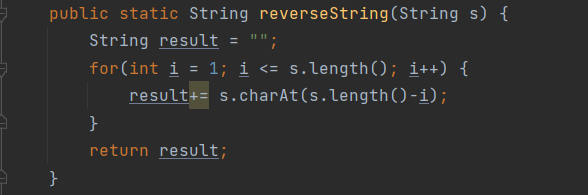 public static String reverseString(String s) {
    String result = "";
    for(int i = 1; i <= s.length(); i++) {
        result+= s.charAt(s.length()-i);
    }
    return result;
}